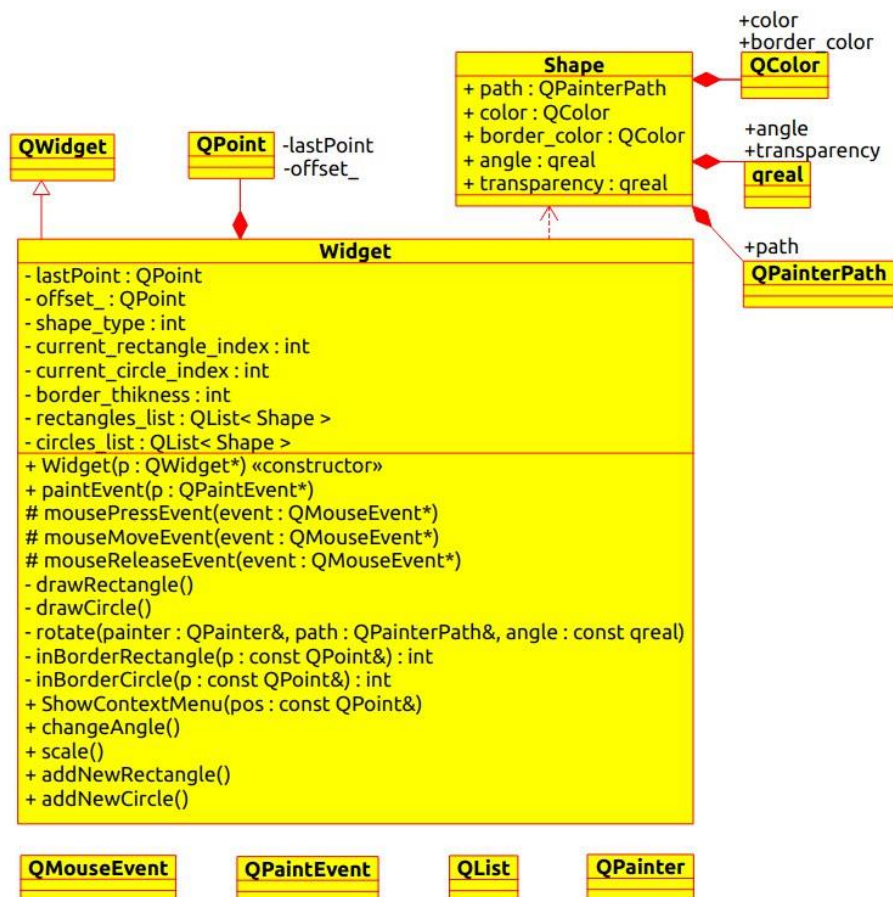 +color
+border_color
QColor
Shape
+ path : QPainterPath
+ color : QColor
+ border_color : QColor
+ angle : qreal
+ transparency : qreal
+angle
+transparency
qreal
+path
QPainterPath
QWidget
QPoint
-lastPoint
-offset_
Widget
- lastPoint : QPoint
- offset_ : QPoint
- shape_type : int
- current_rectangle_index : int
- current_circle_index : int
- border_thikness : int
- rectangles_list : QList< Shape >
- circles_list : QList< Shape >
+ Widget(p : QWidget*) «constructor»
+ paintEvent(p : QPaintEvent*)
# mousePressEvent(event : QMouseEvent*)
# mouseMoveEvent(event : QMouseEvent*)
# mouseReleaseEvent(event : QMouseEvent*)
- drawRectangle()
- drawCircle()
- rotate(painter : QPainter&, path : QPainterPath&, angle : const qreal)
- inBorderRectangle(p : const QPoint&) : int
- inBorderCircle(p : const QPoint&) : int
+ ShowContextMenu(pos : const QPoint&)
+ changeAngle()
+ scale()
+ addNewRectangle()
+ addNewCircle()
QMouseEvent
QPaintEvent
QList
QPainter